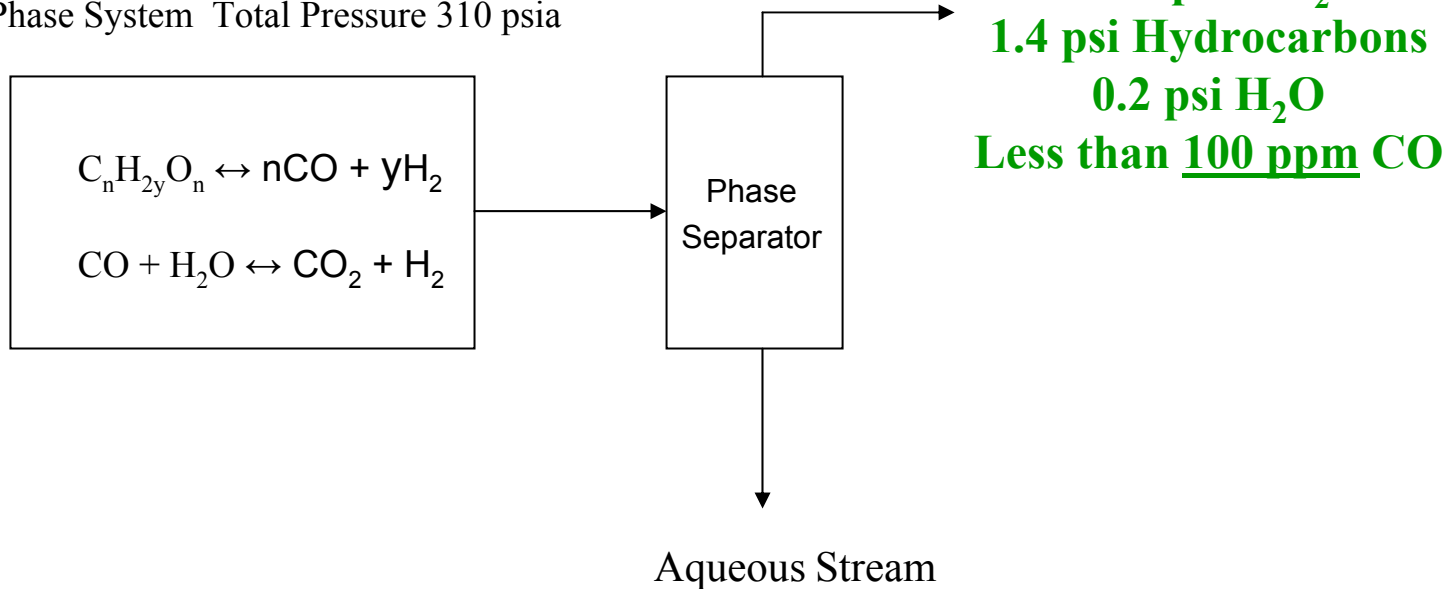 Phase System Total Pressure 310 psia
1.4 psi Hydrocarbons
0.2 psi H₂O
Less than 100 ppm CO
CₙH₂yOₙ ↔ nCO + yH₂
CO + H₂O ↔ CO₂ + H₂
Phase
Separator
Aqueous Stream